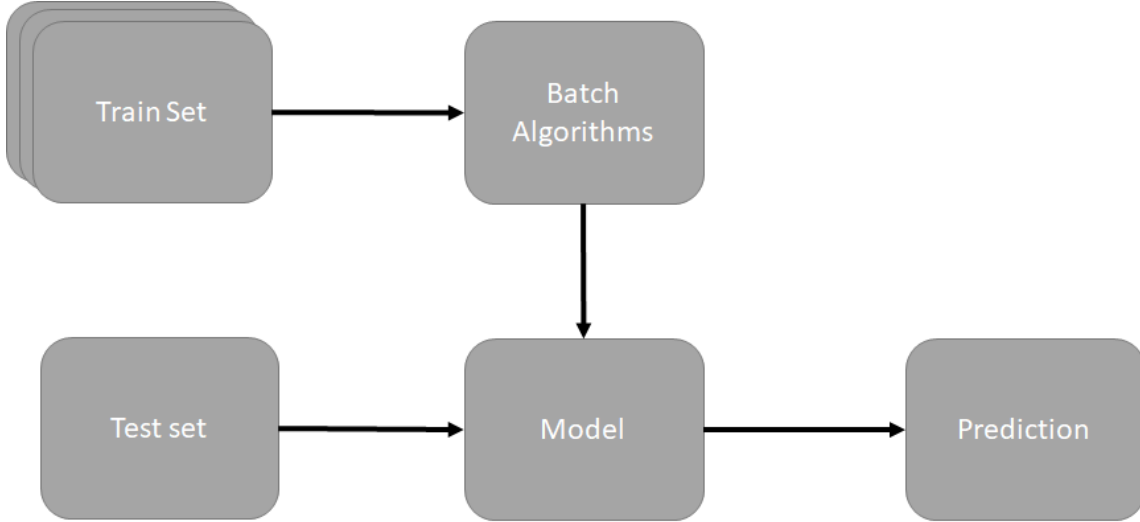 Train Set
Batch
Algorithms
Test set
Model
Prediction